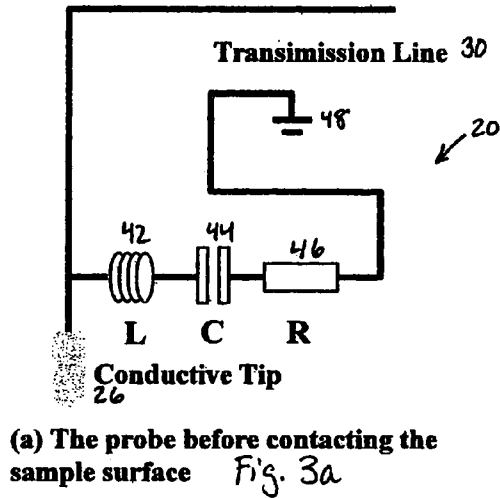 Transimission Line 30
48
20
42 44 46
L C R
Conductive Tip
26
(a) The probe before contacting the
sample surface Fig. 3a